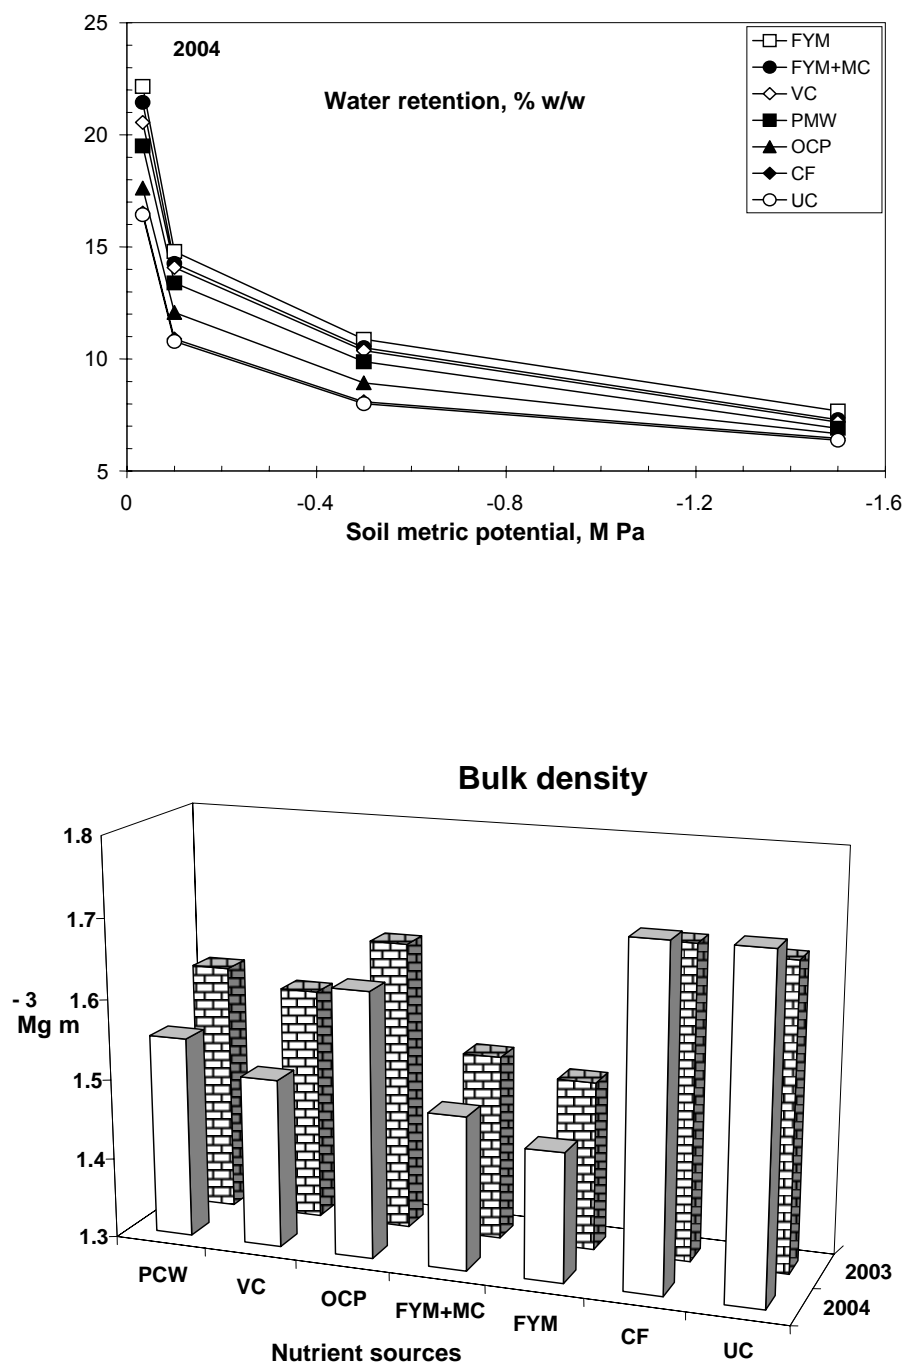 25
2004
FYM
FYM+MC
Water retention, % w/w
VC
20
PMW
OCP
CF
UC
15
10
5
0 -0.4 -0.8 -1.2 -1.6
Soil metric potential, M Pa
Bulk density
1.8
1.7
1.6
- 3
Mg m
1.5
1.4
1.3
PCW VC OCP FYM+MC FYM CF UC
2003
2004
Nutrient sources